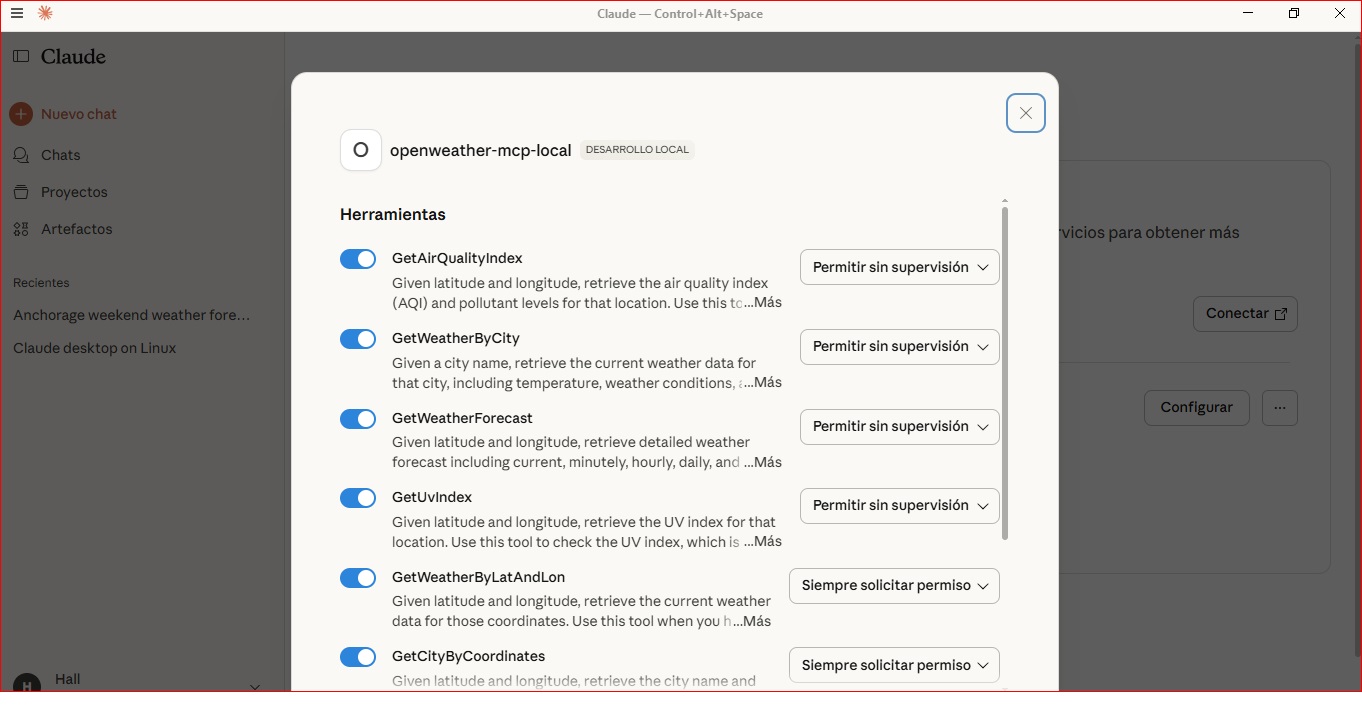 Claude — Control+Alt+Space
Claude
Nuevo chat
Chats
Proyectos
Artefactos
Recientes
Anchorage weekend weather fore...
Claude desktop on Linux
H
Hall
O
openweather-mcp-local
DESARROLLO LOCAL
Herramientas
GetAirQualityIndex
Permitir sin supervisión
Given latitude and longitude, retrieve the air quality index
(AQI) and pollutant levels for that location. Use this to...Más
GetWeatherByCity
Permitir sin supervisión
Given a city name, retrieve the current weather data for
that city, including temperature, weather conditions, a...Más
GetWeatherForecast
Permitir sin supervisión
Given latitude and longitude, retrieve detailed weather
forecast including current, minutely, hourly, daily, and ...Más
GetUvIndex
Permitir sin supervisión
Given latitude and longitude, retrieve the UV index for that
location. Use this tool to check the UV index, which is ...Más
GetWeatherByLatAndLon
Siempre solicitar permiso
Given latitude and longitude, retrieve the current weather
data for those coordinates. Use this tool when you h...Más
GetCityByCoordinates
Siempre solicitar permiso
Given latitude and longitude, retrieve the city name and
rvicios para obtener más
Conectar
Configurar
...